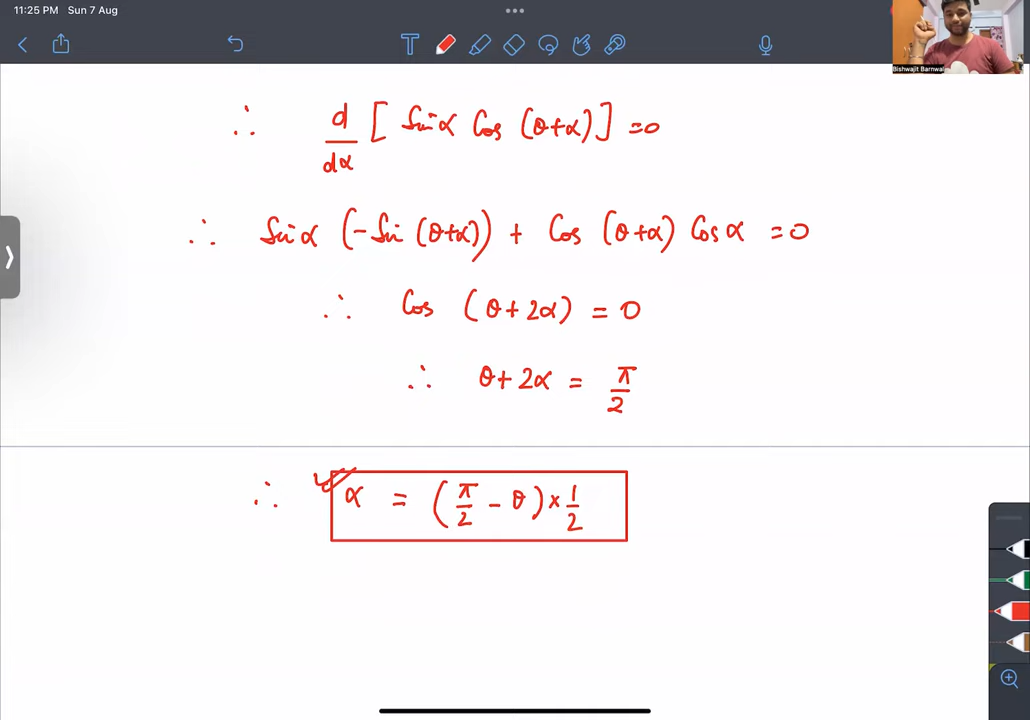 11:25 PM Sun 7 Aug
Bishwajit Barnwal
∴ d/dα [ Sinα Cos (θ+α) ] =0
∴ Sinα (-Sin (θ+α)) + Cos (θ+α) Cosα =0
∴ Cos (θ+2α) = 0
∴ θ+2α = π/2
∴ α = (π/2 - θ)×1/2